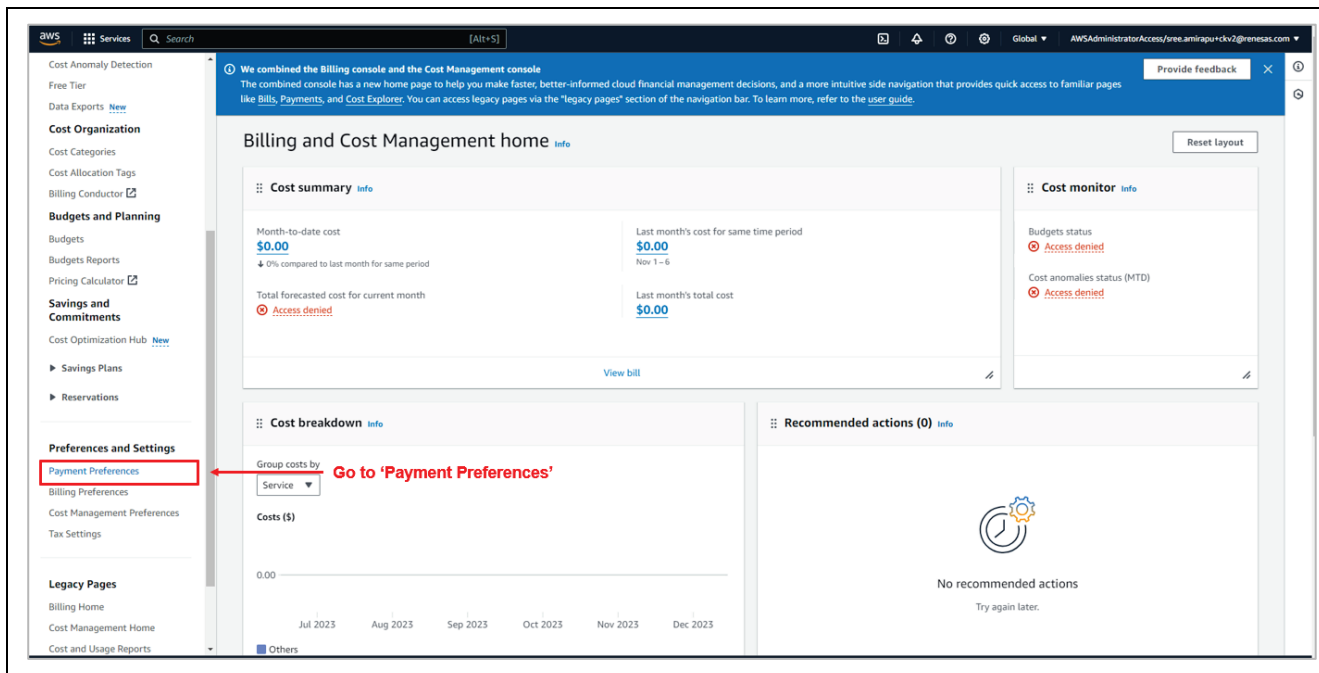 aws Services Search [Alt+S] Global ▼ AWSAdministratorAccess/sree.amirapu+ckv2@renesas.com ▼
Cost Anomaly Detection
Free Tier
Data Exports New
Cost Organization
Cost Categories
Cost Allocation Tags
Billing Conductor
Budgets and Planning
Budgets
Budgets Reports
Pricing Calculator
Savings and
Commitments
Cost Optimization Hub New
Savings Plans
Reservations
Preferences and Settings
Payment Preferences
Billing Preferences
Cost Management Preferences
Tax Settings
Legacy Pages
Billing Home
Cost Management Home
Cost and Usage Reports
We combined the Billing console and the Cost Management console
The combined console has a new home page to help you make faster, better-informed cloud financial management decisions, and a more intuitive side navigation that provides quick access to familiar pages
like Bills, Payments, and Cost Explorer. You can access legacy pages via the "legacy pages" section of the navigation bar. To learn more, refer to the user guide.
Provide feedback
Billing and Cost Management home Info
Reset layout
Cost summary Info
Month-to-date cost
$0.00
↓ 0% compared to last month for same period
Last month's cost for same time period
$0.00
Nov 1 – 6
Total forecasted cost for current month
Access denied
Last month's total cost
$0.00
View bill
Cost monitor Info
Budgets status
Access denied
Cost anomalies status (MTD)
Access denied
Cost breakdown Info
Group costs by
Service ▼
Go to ‘Payment Preferences’
Costs ($)
0.00
Jul 2023 Aug 2023 Sep 2023 Oct 2023 Nov 2023 Dec 2023
Others
Recommended actions (0) Info
No recommended actions
Try again later.